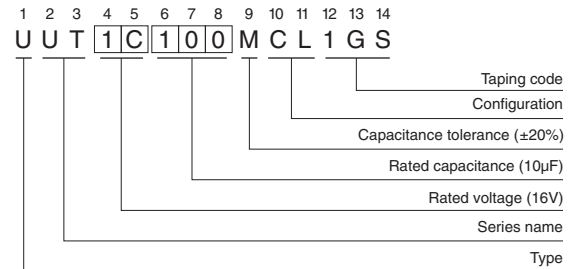 1 2 3 4 5 6 7 8 9 10 11 12 13 14
U U T 1 C 1 0 0 M C L 1 G S
Taping code
Configuration
Capacitance tolerance (±20%)
Rated capacitance (10µF)
Rated voltage (16V)
Series name
Type